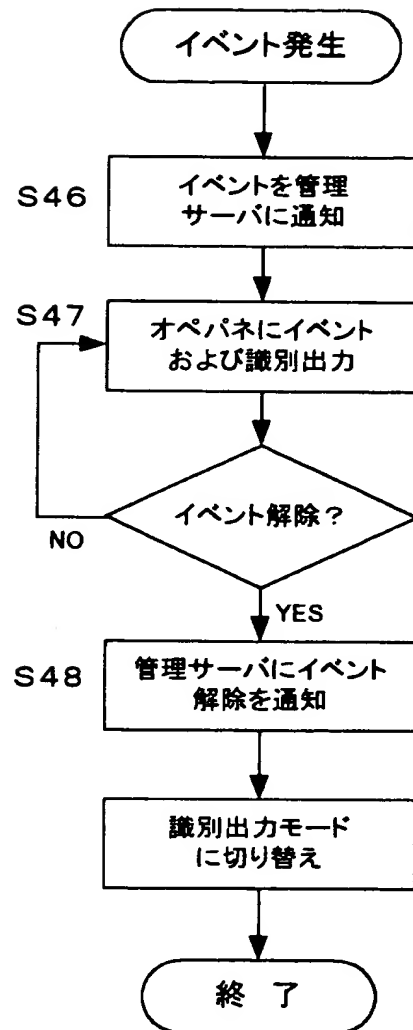 イベント発生
S46
イベントを管理
サーバに通知
S47
オペパネにイベント
および識別出力
イベント解除？
NO
YES
S48
管理サーバにイベント
解除を通知
識別出力モード
に切り替え
終了